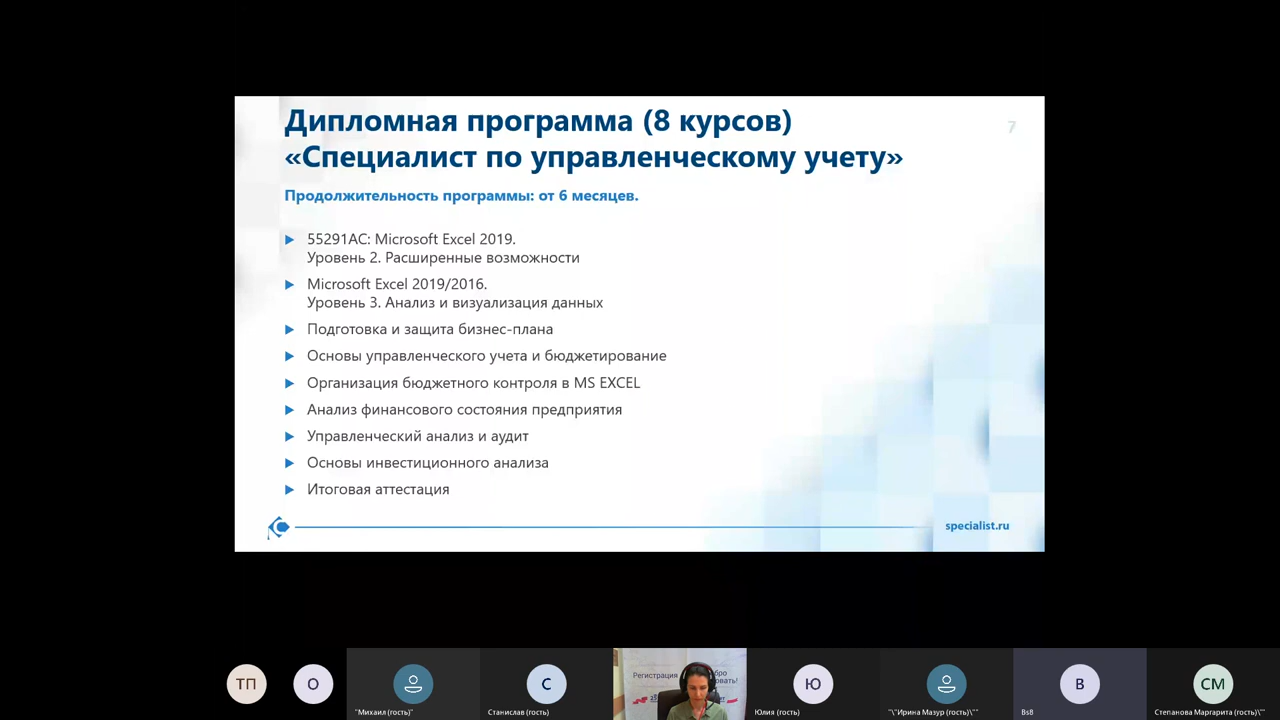 Дипломная программа (8 курсов)
7
«Специалист по управленческому учету»
Продолжительность программы: от 6 месяцев.
55291AC: Microsoft Excel 2019.
Уровень 2. Расширенные возможности
Microsoft Excel 2019/2016.
Уровень 3. Анализ и визуализация данных
Подготовка и защита бизнес-плана
Основы управленческого учета и бюджетирование
Организация бюджетного контроля в MS EXCEL
Анализ финансового состояния предприятия
Управленческий анализ и аудит
Основы инвестиционного анализа
Итоговая аттестация
specialist.ru
ТП
О
С
Регистрация
Ю
В
СМ
"Михаил (гость)"
Станислав (гость)
Юлия (гость)
"\"Ирина Мазур (гость)\""
Bs8
Степанова Маргарита (гость)\""